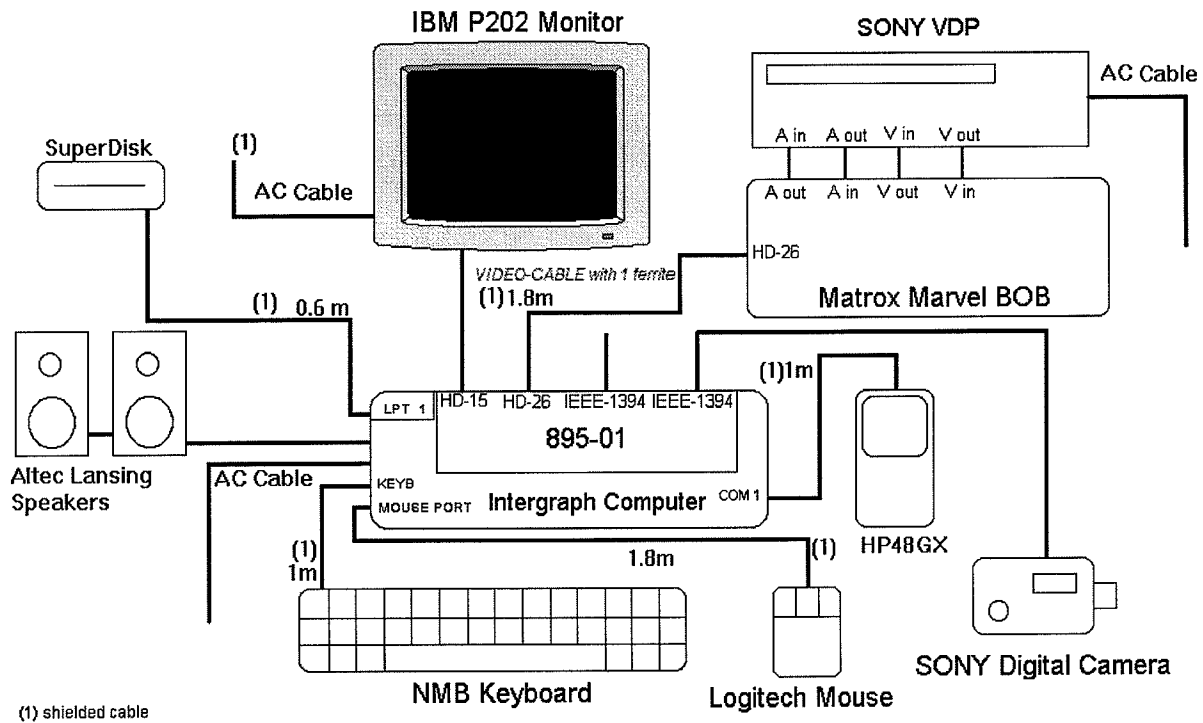 IBM P202 Monitor
SONY VDP
AC Cable
A in A out V in V out
SuperDisk
(1)
AC Cable
A out A in V out V in
HD-26
VIDEO-CABLE with 1 ferrite
(1) 1.8m
Matrox Marvel BOB
(1) 0.6 m
(1)1m
LPT 1
HD-15 HD-26 IEEE-1394 IEEE-1394
895-01
Altec Lansing
Speakers
AC Cable
KEYB
MOUSE PORT
Intergraph Computer
COM 1
HP48GX
(1)
1m
1.8m
(1)
NMB Keyboard
Logitech Mouse
SONY Digital Camera
(1) shielded cable